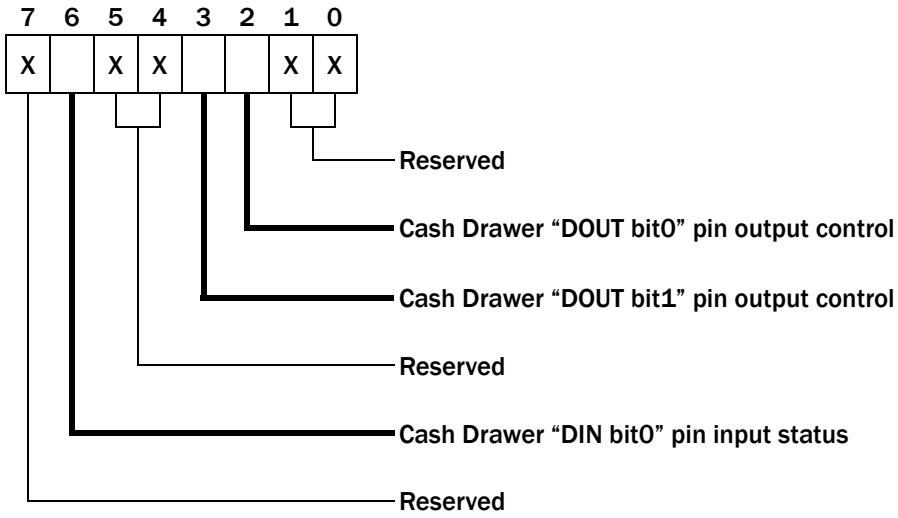 7 6 5 4 3 2 1 0
X X X X X
Reserved
Cash Drawer “DOUT bit0” pin output control
Cash Drawer “DOUT bit1” pin output control
Reserved
Cash Drawer “DIN bit0” pin input status
Reserved